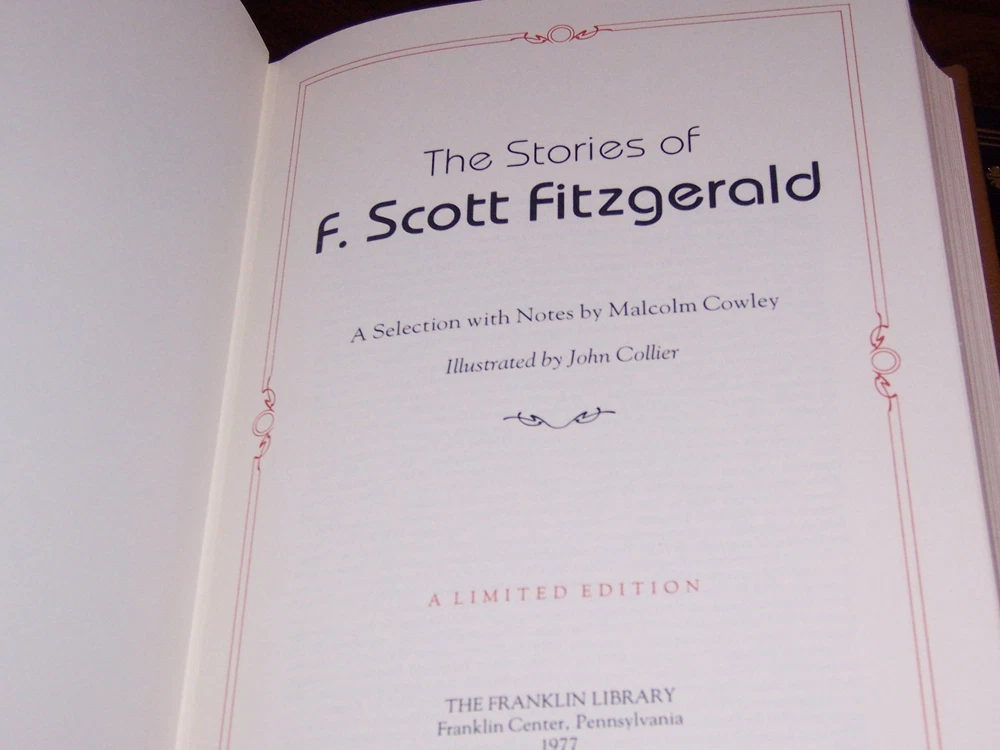 The Stories of
F. Scott Fitzgerald
A Selection with Notes by Malcolm Cowley
Illustrated by John Collier
A LIMITED EDITION
THE FRANKLIN LIBRARY
Franklin Center, Pennsylvania
1977